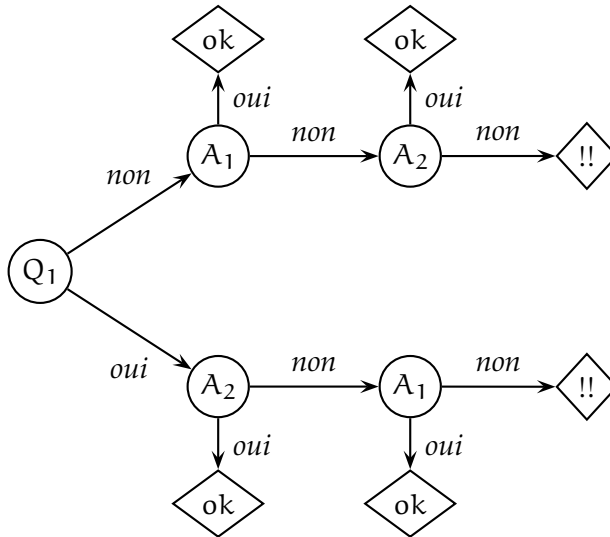 ok ok
oui oui
non non
non A₁ A₂ !!
Q₁
oui non non
A₂ A₁ !!
oui oui
ok ok